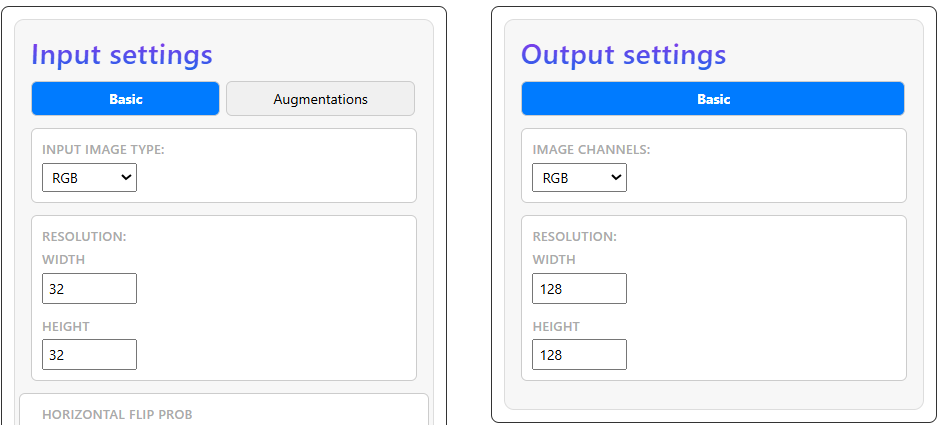 Input settings
Basic
Augmentations
INPUT IMAGE TYPE:
RGB
RESOLUTION:
WIDTH
32
HEIGHT
32
HORIZONTAL FLIP PROB
Output settings
Basic
IMAGE CHANNELS:
RGB
RESOLUTION:
WIDTH
128
HEIGHT
128